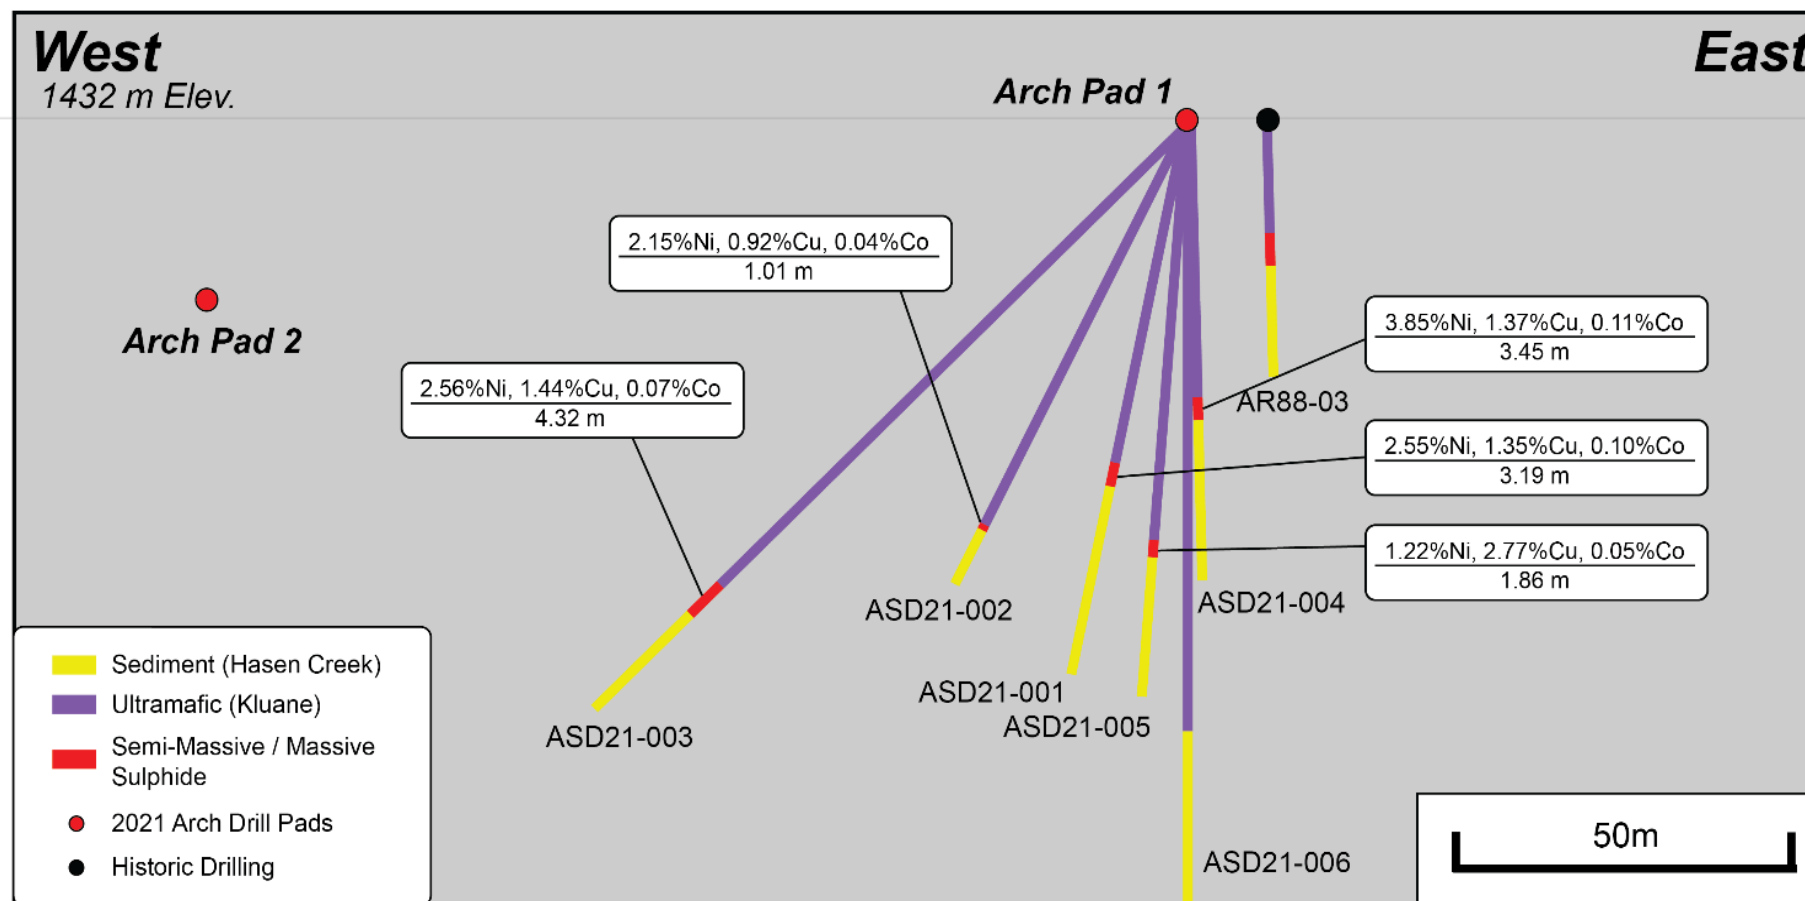 West
East
1432 m Elev.
Arch Pad 1
2.15%Ni, 0.92%Cu, 0.04%Co
1.01 m
Arch Pad 2
3.85%Ni, 1.37%Cu, 0.11%Co
3.45 m
2.56%Ni, 1.44%Cu, 0.07%Co
4.32 m
AR88-03
2.55%Ni, 1.35%Cu, 0.10%Co
3.19 m
1.22%Ni, 2.77%Cu, 0.05%Co
1.86 m
ASD21-002
ASD21-004
ASD21-001
ASD21-005
ASD21-003
ASD21-006
Sediment (Hasen Creek)
Ultramafic (Kluane)
Semi-Massive / Massive
Sulphide
2021 Arch Drill Pads
Historic Drilling
50m